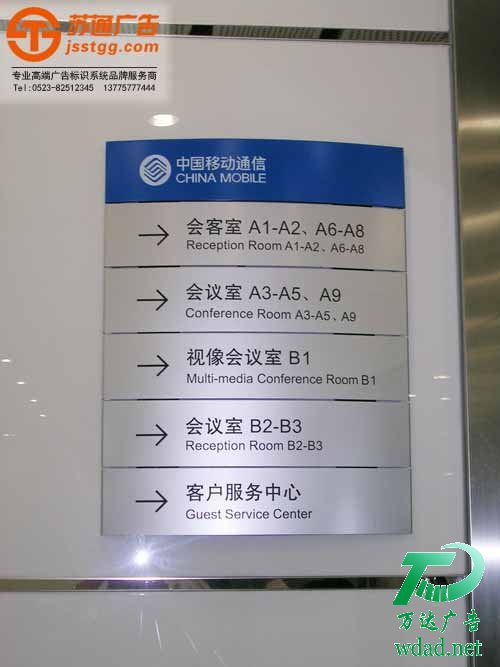 苏通广告
jsstgg.com
专业高端广告标识系统品牌服务商
Tel:0523-82512345 13775777444
中国移动通信
CHINA MOBILE
会客室 A1-A2、A6-A8
Reception Room A1-A2、A6-A8
会议室 A3-A5、A9
Conference Room A3-A5、A9
视像会议室 B1
Multi-media Conference Room B1
会议室 B2-B3
Reception Room B2-B3
客户服务中心
Guest Service Center
万达广告
wdad.net